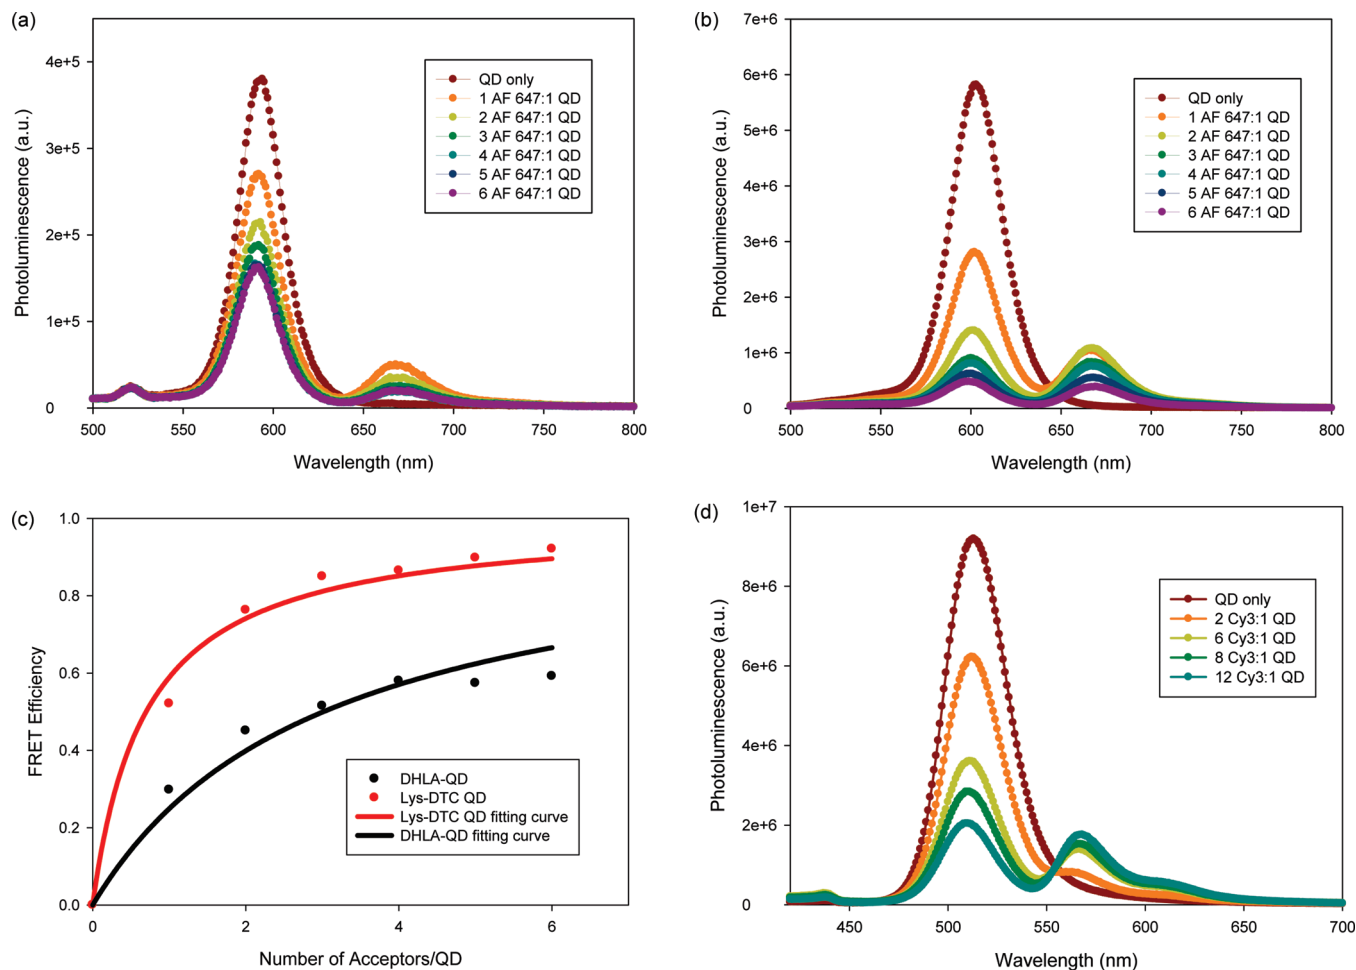 (a)
4e+5
3e+5
2e+5
1e+5
0
Photoluminescence (a.u.)
QD only
1 AF 647:1 QD
2 AF 647:1 QD
3 AF 647:1 QD
4 AF 647:1 QD
5 AF 647:1 QD
6 AF 647:1 QD
500 550 600 650 700 750 800
Wavelength (nm)
(b)
7e+6
6e+6
5e+6
4e+6
3e+6
2e+6
1e+6
0
Photoluminescence (a.u.)
QD only
1 AF 647:1 QD
2 AF 647:1 QD
3 AF 647:1 QD
4 AF 647:1 QD
5 AF 647:1 QD
6 AF 647:1 QD
500 550 600 650 700 750 800
Wavelength (nm)
(c)
1.0
0.8
0.6
0.4
0.2
0.0
FRET Efficiency
DHLA-QD
Lys-DTC QD
Lys-DTC QD fitting curve
DHLA-QD fitting curve
0 2 4 6
Number of Acceptors/QD
(d)
1e+7
8e+6
6e+6
4e+6
2e+6
0
Photoluminescence (a.u.)
QD only
2 Cy3:1 QD
6 Cy3:1 QD
8 Cy3:1 QD
12 Cy3:1 QD
450 500 550 600 650 700
Wavelength (nm)